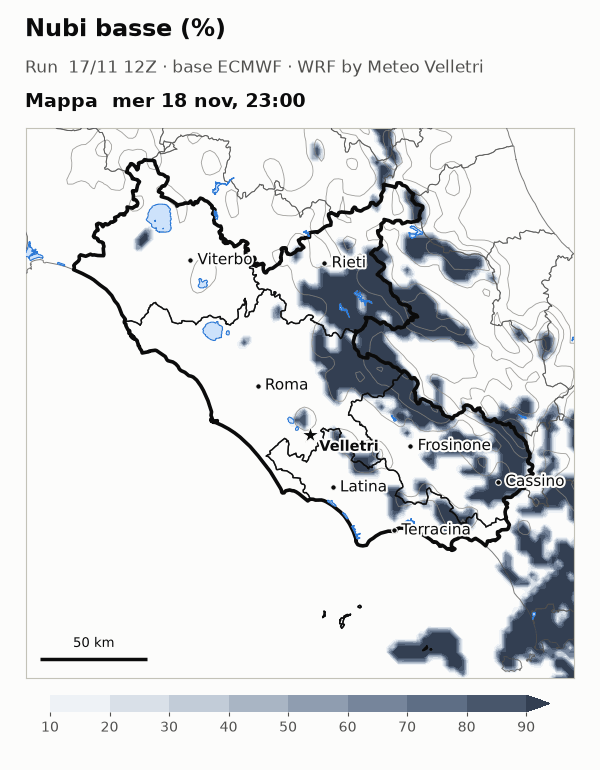 Nubi basse (%)
Run 17/11 12Z · base ECMWF · WRF by Meteo Velletri
Mappa mer 18 nov, 23:00
Viterbo
Rieti
Roma
Velletri
Frosinone
Latina
Cassino
Terracina
50 km
10 20 30 40 50 60 70 80 90